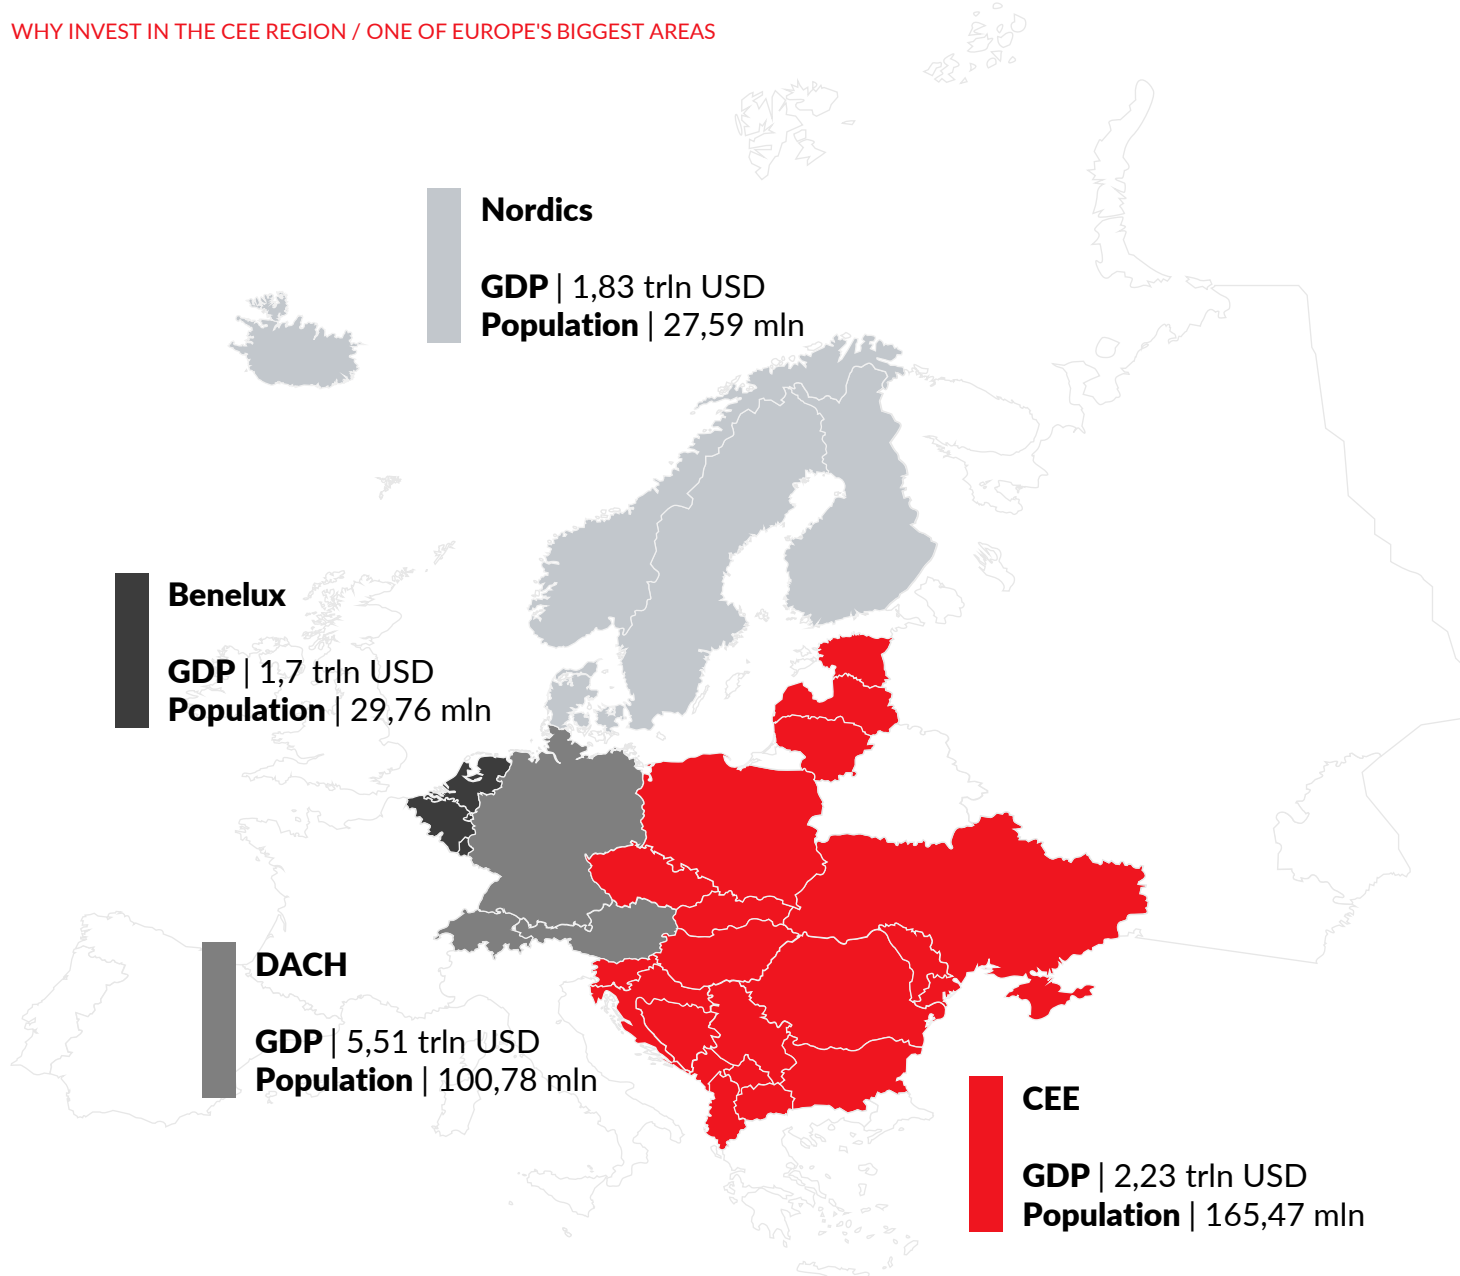 WHY INVEST IN THE CEE REGION / ONE OF EUROPE'S BIGGEST AREAS
Nordics
GDP | 1,83 trln USD
Population | 27,59 mln
Benelux
GDP | 1,7 trln USD
Population | 29,76 mln
DACH
GDP | 5,51 trln USD
Population | 100,78 mln
CEE
GDP | 2,23 trln USD
Population | 165,47 mln